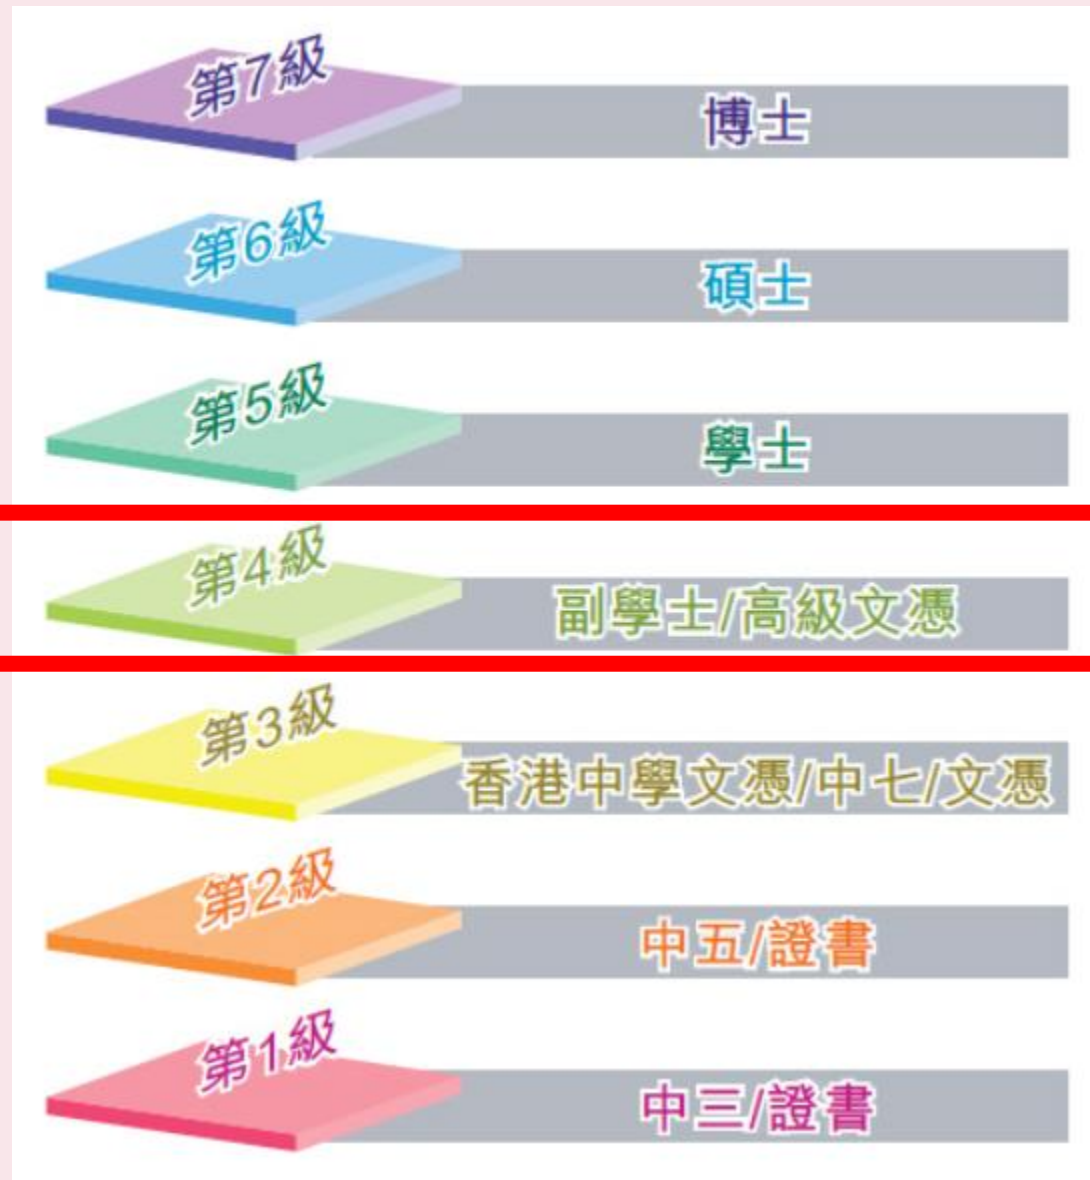 第7級 博士
第6級 碩士
第5級 學士
第4級 副學士/高級文憑
第3級 香港中學文憑/中七/文憑
第2級 中五/證書
第1級 中三/證書